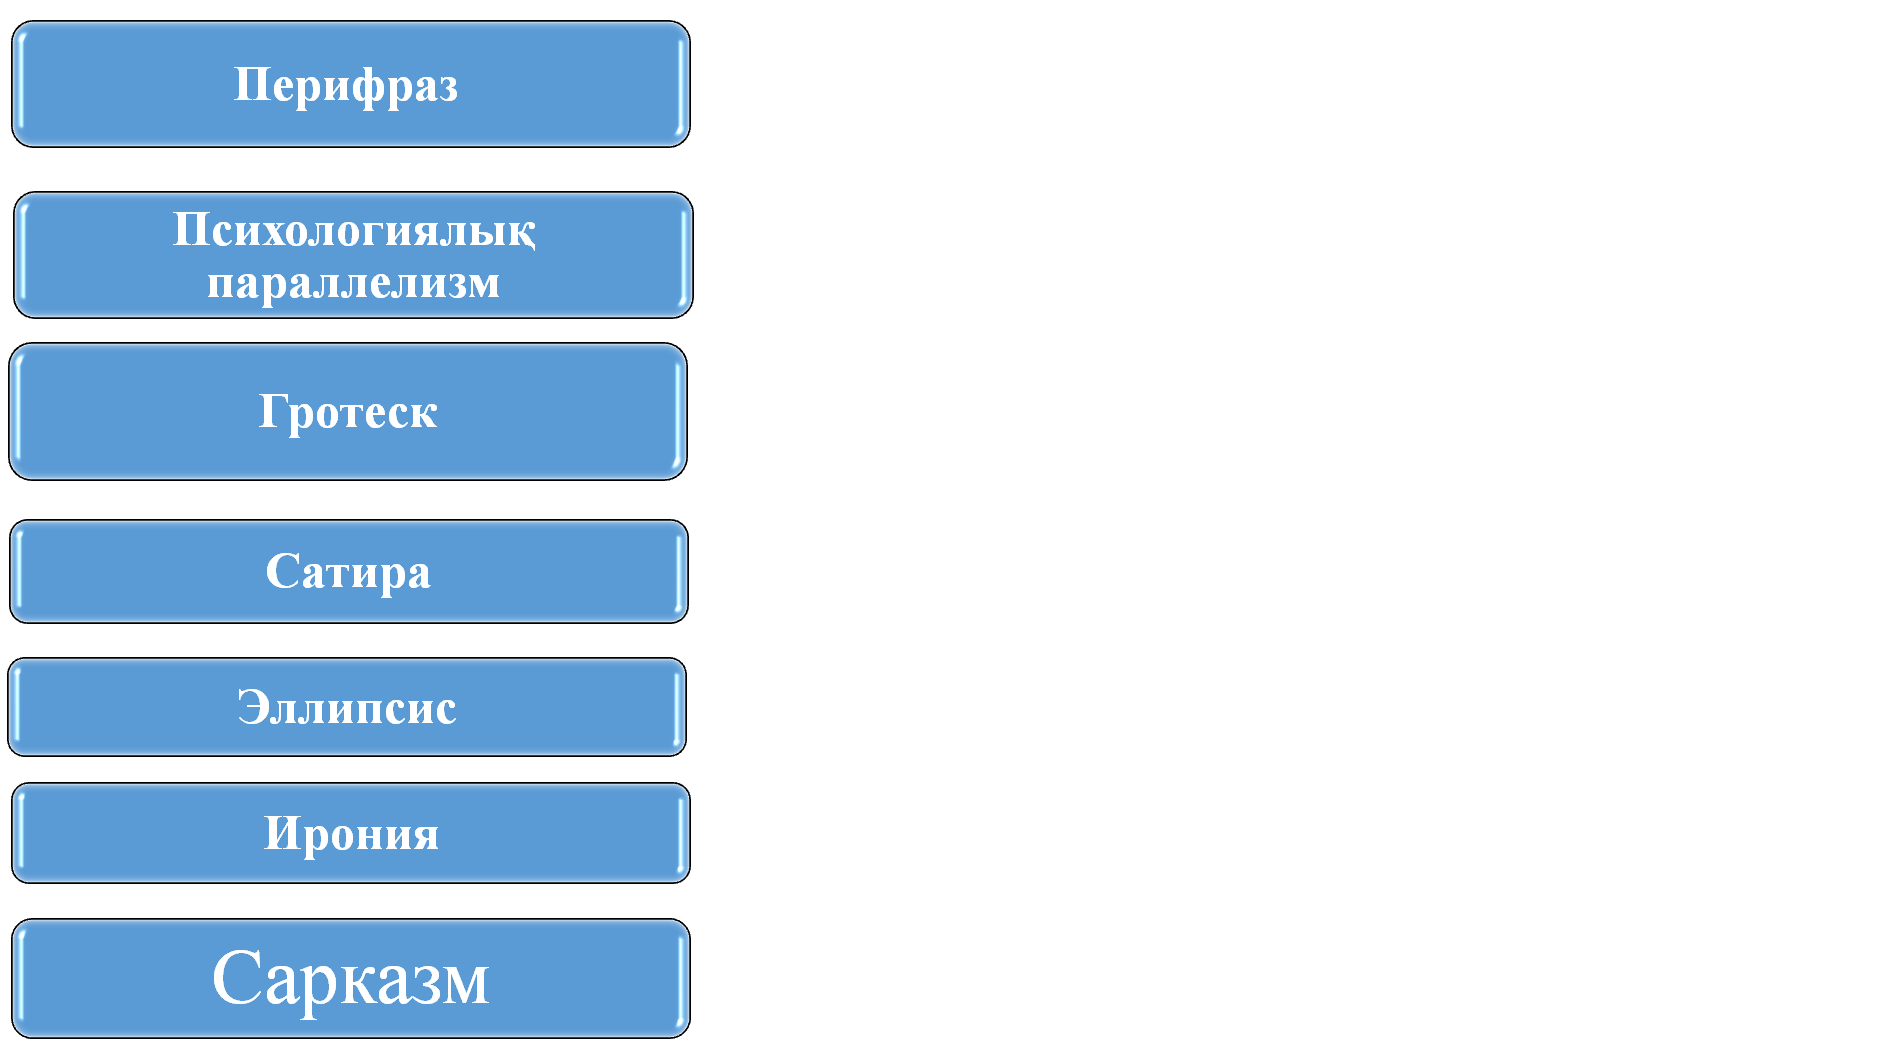 Перифраз
Психологиялық
параллелизм
Гротеск
Сатира
Эллипсис
Ирония
Сарказм